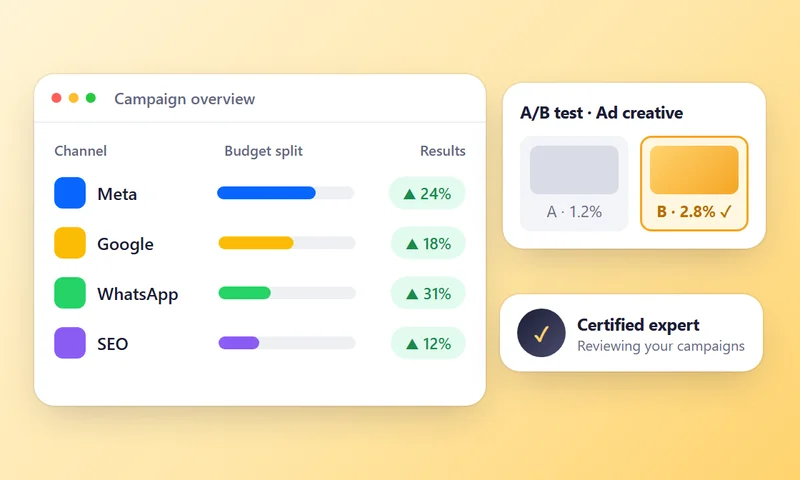 Campaign overview
Channel Budget split Results
Meta ▲ 24%
Google ▲ 18%
WhatsApp ▲ 31%
SEO ▲ 12%
A/B test · Ad creative
A · 1.2% B · 2.8% ✓
✓
Certified expert
Reviewing your campaigns